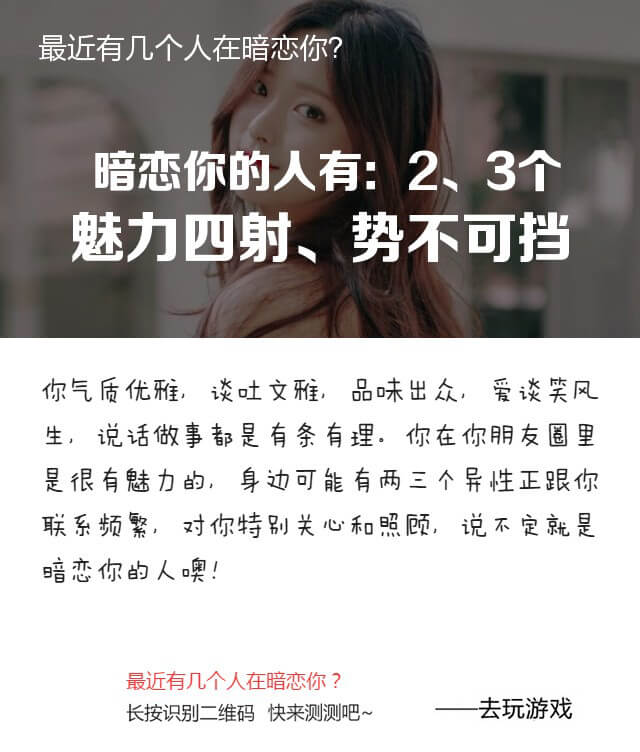 最近有几个人在暗恋你?
暗恋你的人有：2、3个
魅力四射、势不可挡
你气质优雅，谈吐文雅，品味出众，爱谈笑风
生，说话做事都是有条有理。你在你朋友圈里
是很有魅力的，身边可能有两三个异性正跟你
联系频繁，对你特别关心和照顾，说不定就是
暗恋你的人噢！
最近有几个人在暗恋你？
长按识别二维码 快来测测吧~
——去玩游戏